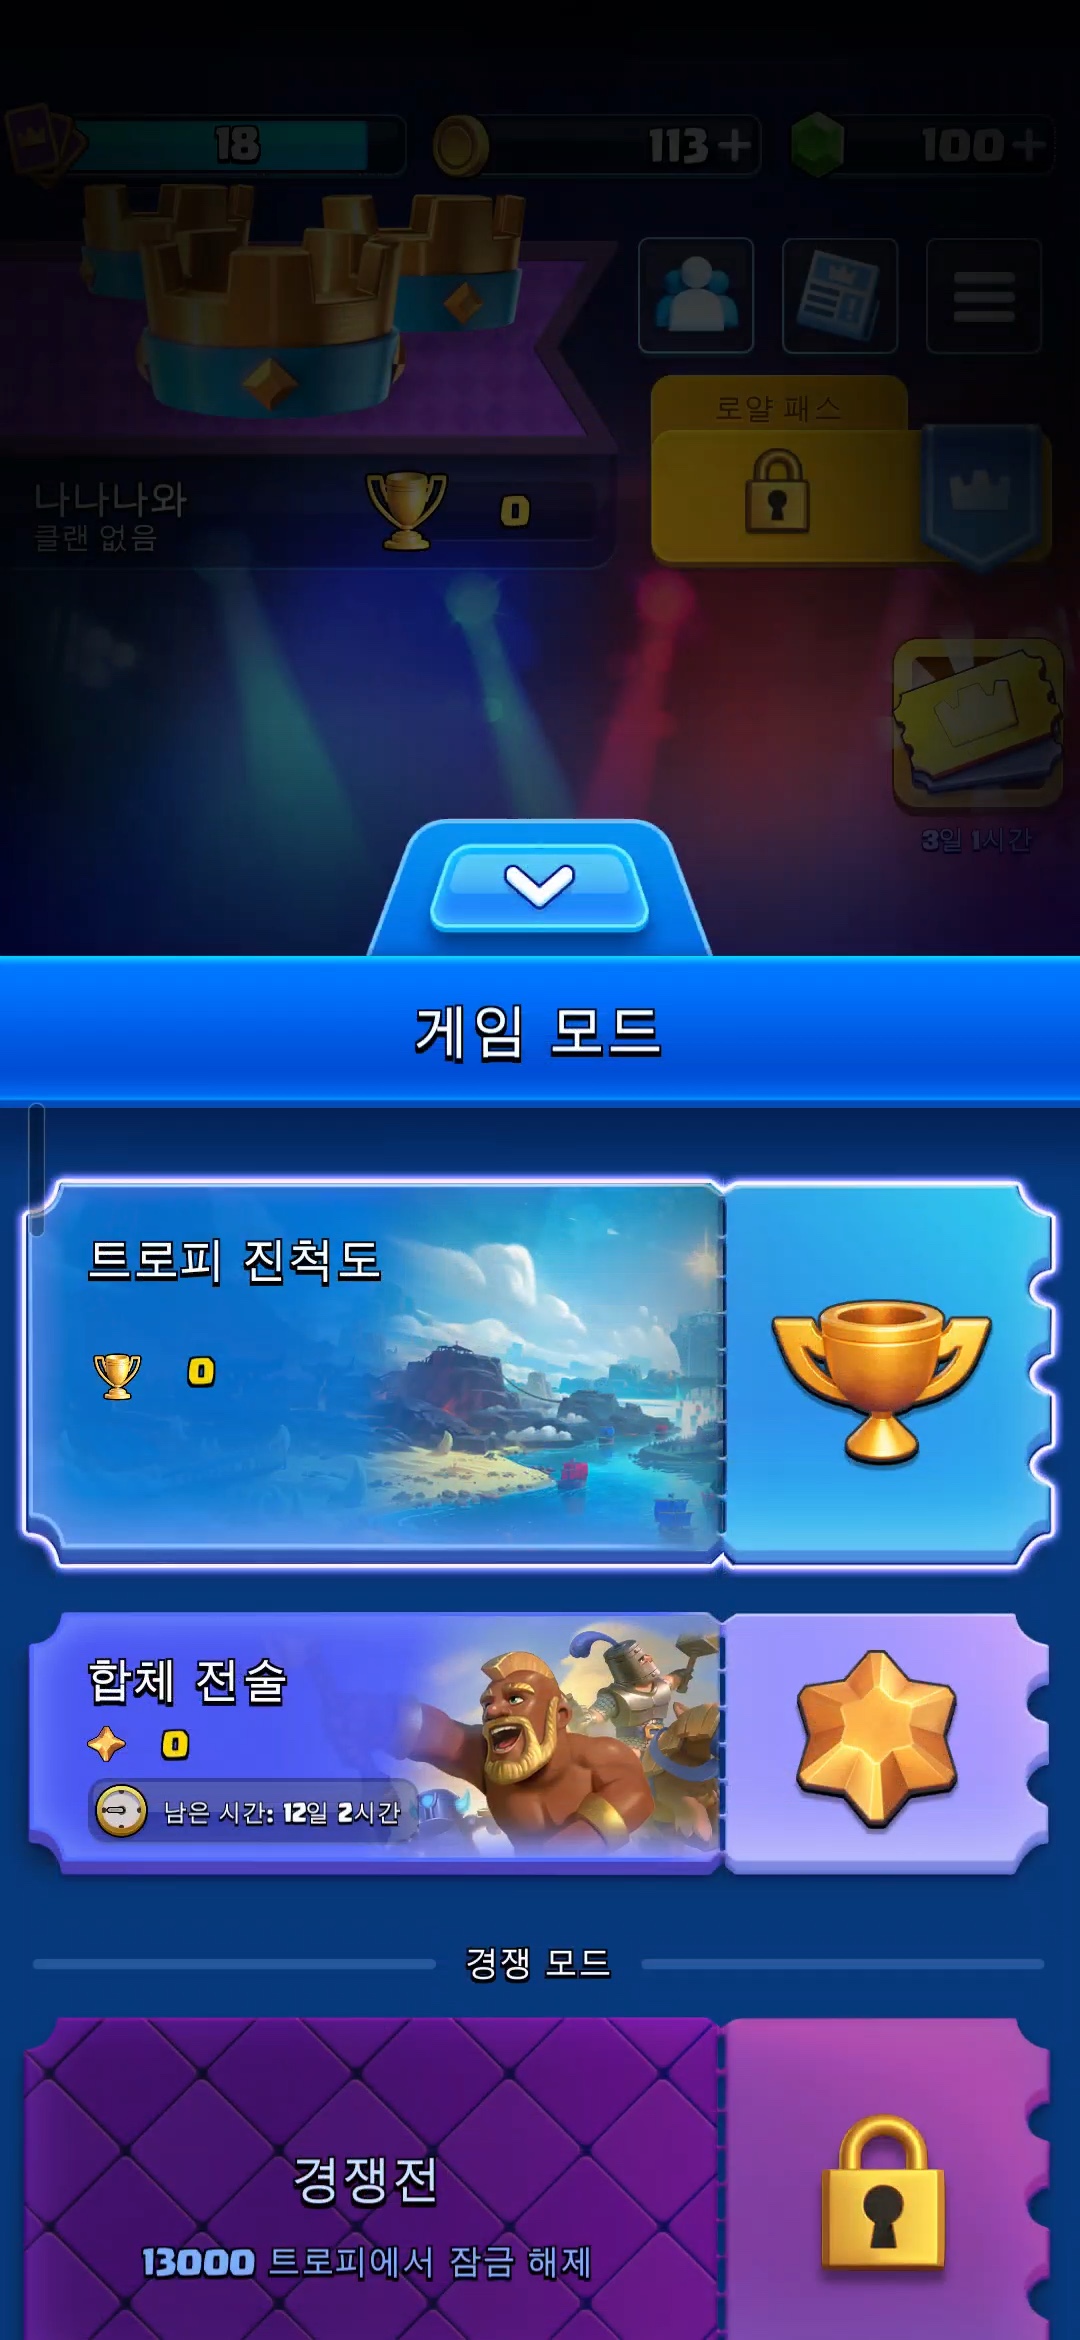 18
113+
100+
로얄 패스
나나나와
0
클랜 없음
3일 1시간
게임 모드
트로피 진척도
0
합체 전술
0
남은 시간: 12일 2시간
경쟁 모드
경쟁전
13000 트로피에서 잠금 해제